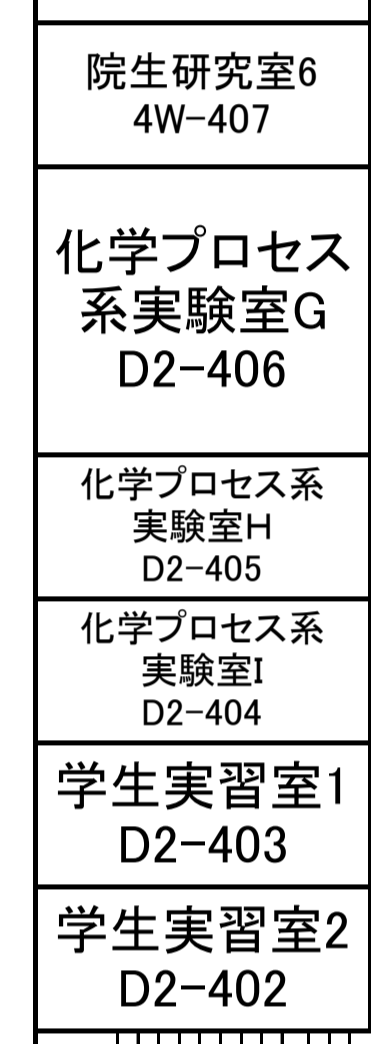 院生研究室6
4W-407
化学プロセス
系実験室G
D2-406
化学プロセス系
実験室H
D2-405
化学プロセス系
実験室I
D2-404
学生実習室1
D2-403
学生実習室2
D2-402